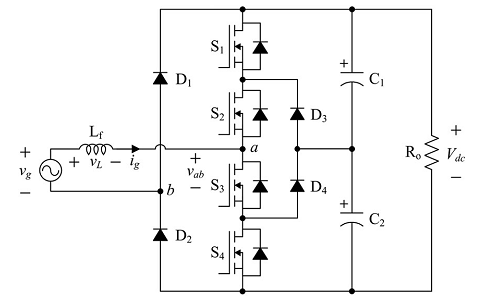 S1
D1
C1
S2
D3
Lf
a
Ro
Vdc
+
+
+
+
+
vg
vL
ig
vab
−
−
−
−
b
S3
D4
D2
S4
C2
+